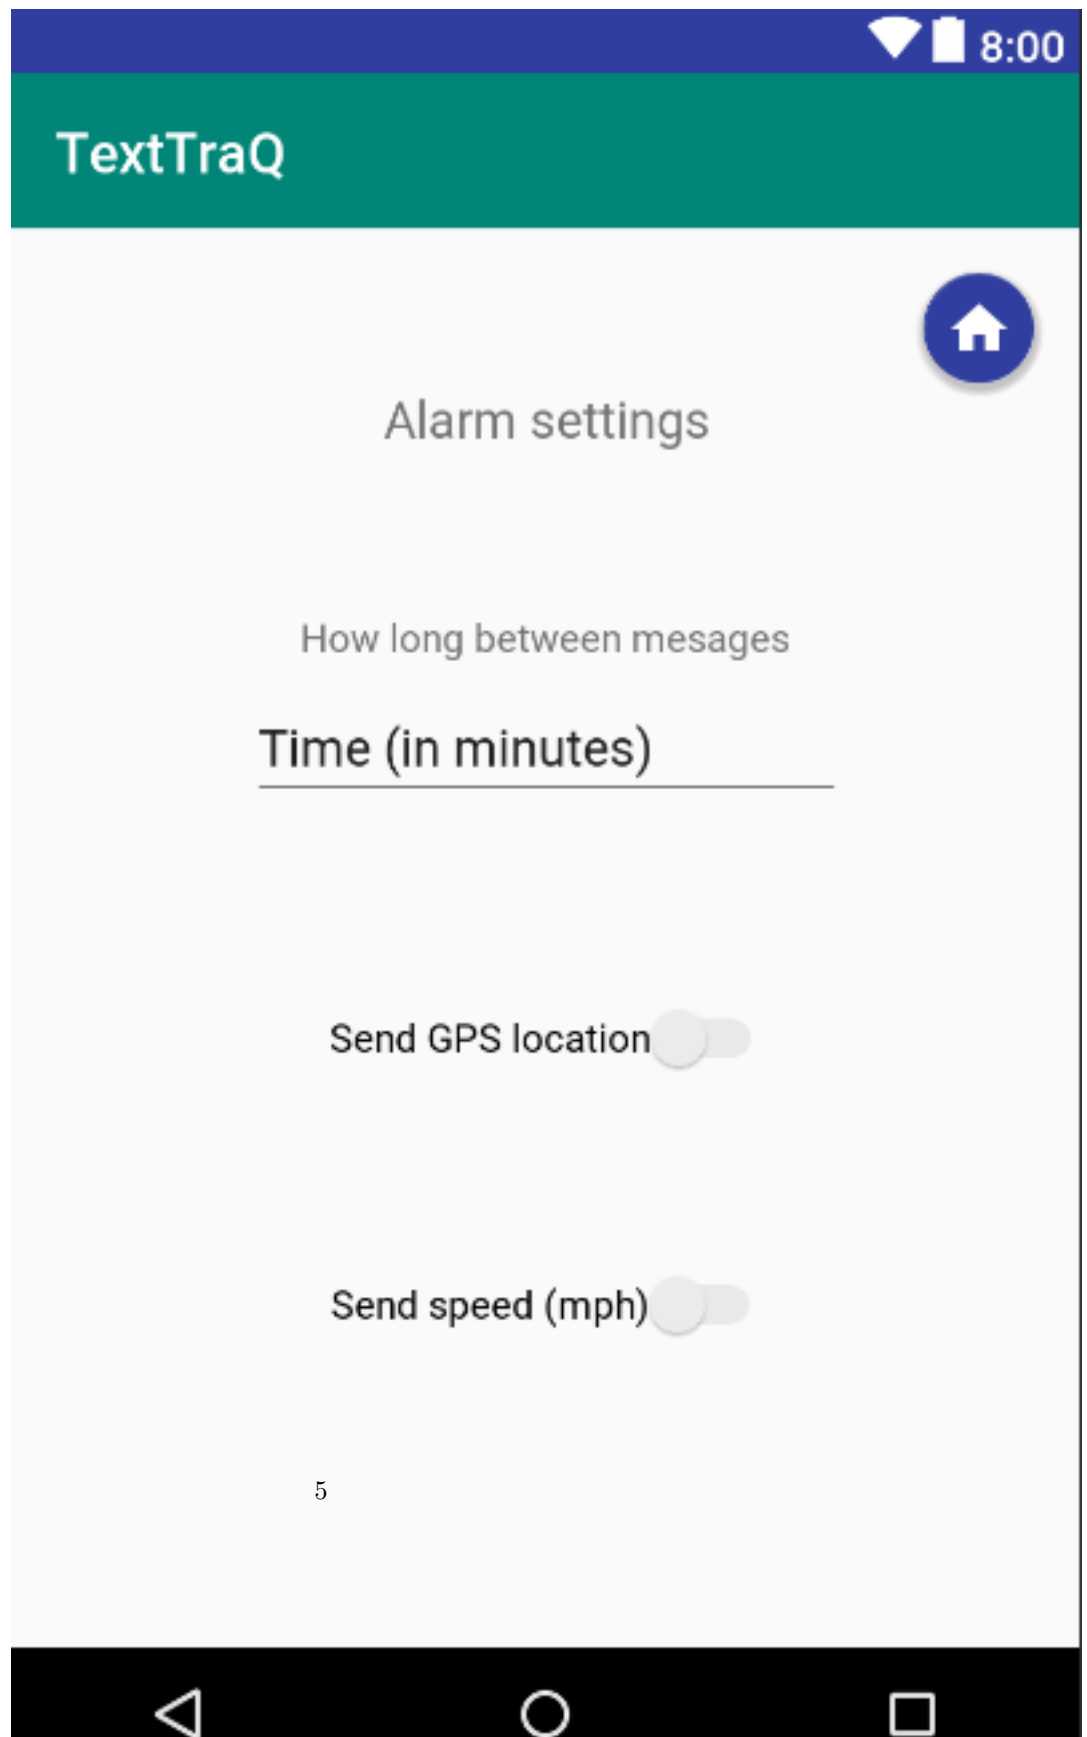 8:00
TextTraQ
Alarm settings
How long between mesages
Time (in minutes)
Send GPS location
Send speed (mph)
5